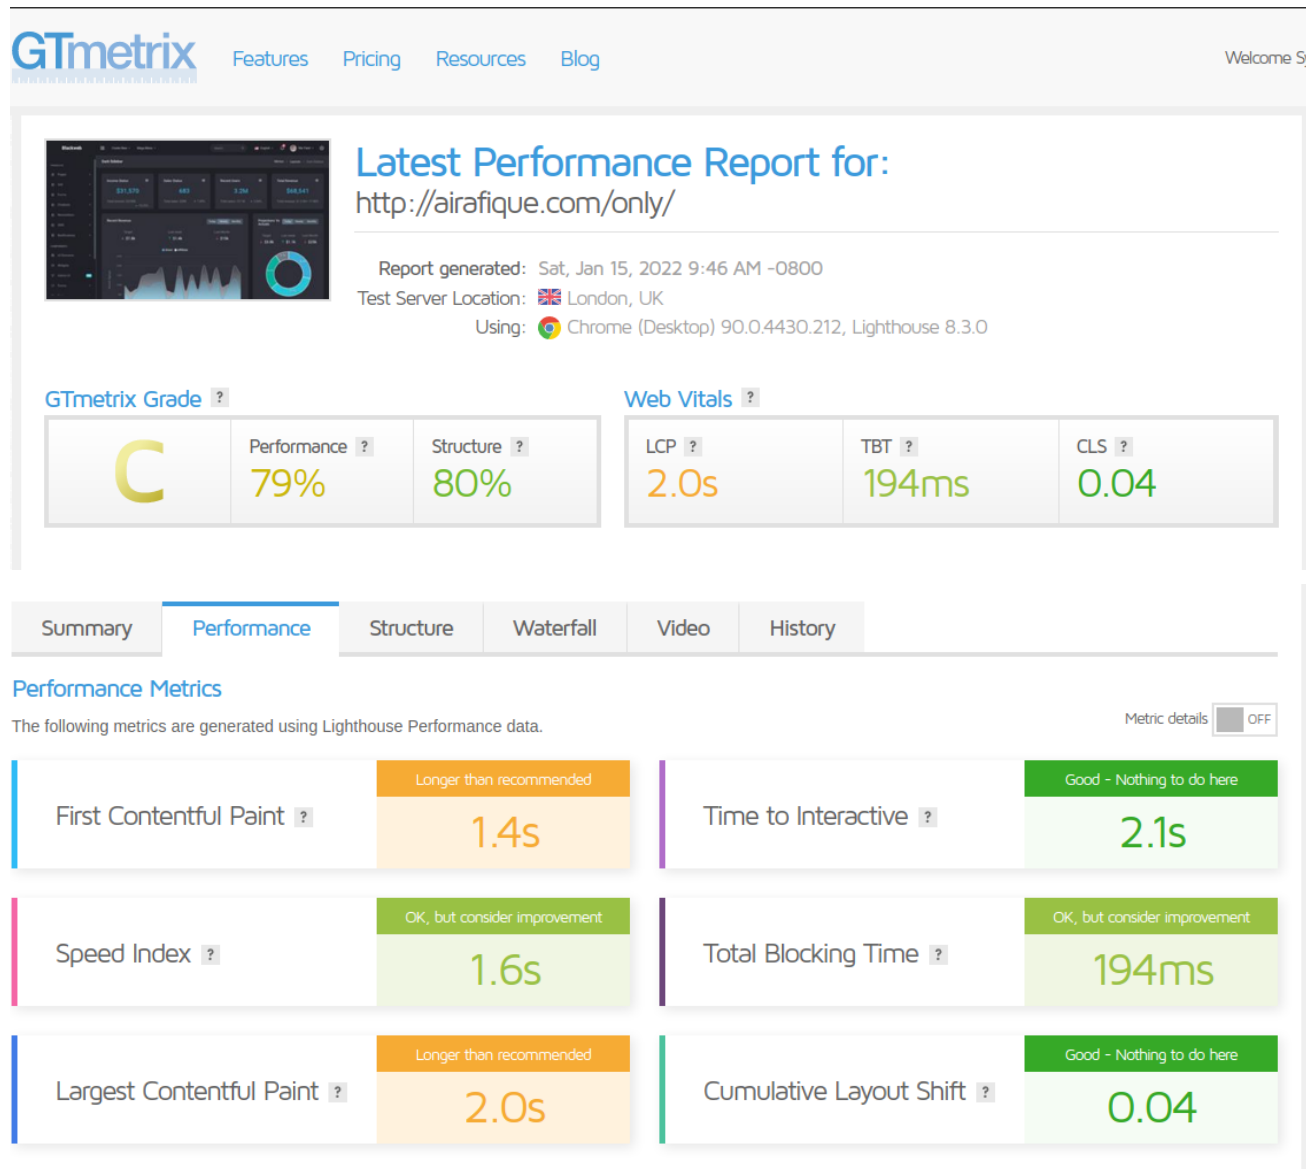 GTmetrix Features Pricing Resources Blog Welcome
Latest Performance Report for:
http://airafique.com/only/
Report generated: Sat, Jan 15, 2022 9:46 AM -0800
Test Server Location: London, UK
Using: Chrome (Desktop) 90.0.4430.212, Lighthouse 8.3.0
GTmetrix Grade ? Web Vitals ?
C
Performance ? Structure ? LCP ? TBT ? CLS ?
79% 80% 2.0s 194ms 0.04
Summary Performance Structure Waterfall Video History
Performance Metrics
The following metrics are generated using Lighthouse Performance data.
Metric details OFF
First Contentful Paint ?
Longer than recommended
1.4s
Time to Interactive ?
Good - Nothing to do here
2.1s
Speed Index ?
OK, but consider improvement
1.6s
Total Blocking Time ?
OK, but consider improvement
194ms
Largest Contentful Paint ?
Longer than recommended
2.0s
Cumulative Layout Shift ?
Good - Nothing to do here
0.04